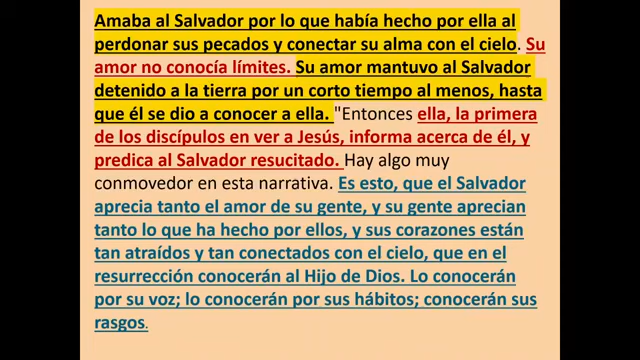 Amaba al Salvador por lo que había hecho por ella al
perdonar sus pecados y conectar su alma con el cielo. Su
amor no conocía límites. Su amor mantuvo al Salvador
detenido a la tierra por un corto tiempo al menos, hasta
que él se dio a conocer a ella. "Entonces ella, la primera
de los discípulos en ver a Jesús, informa acerca de él, y
predica al Salvador resucitado. Hay algo muy
conmovedor en esta narrativa. Es esto, que el Salvador
aprecia tanto el amor de su gente, y su gente aprecian
tanto lo que ha hecho por ellos, y sus corazones están
tan atraídos y tan conectados con el cielo, que en el
resurrección conocerán al Hijo de Dios. Lo conocerán
por su voz; lo conocerán por sus hábitos; conocerán sus
rasgos.